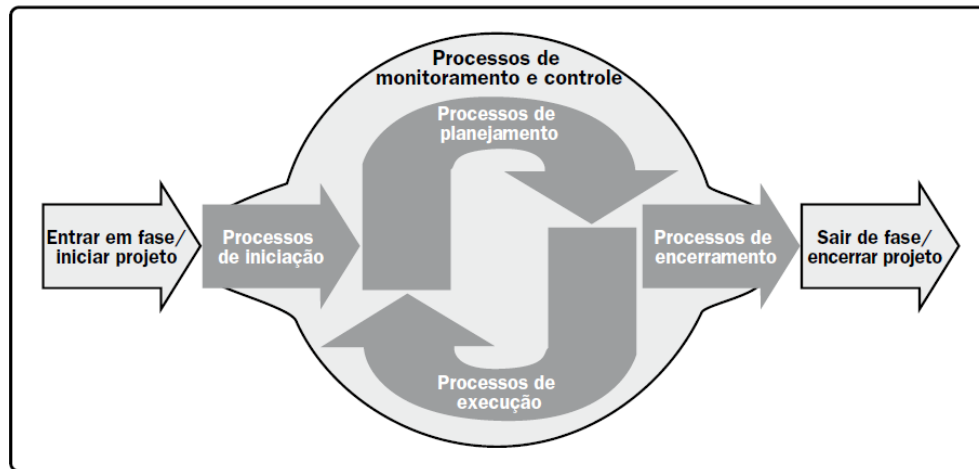 Processos de
monitoramento e controle
Processos de
planejamento
Entrar em fase/
iniciar projeto
Processos
de iniciação
Processos de
encerramento
Sair de fase/
encerrar projeto
Processos de
execução